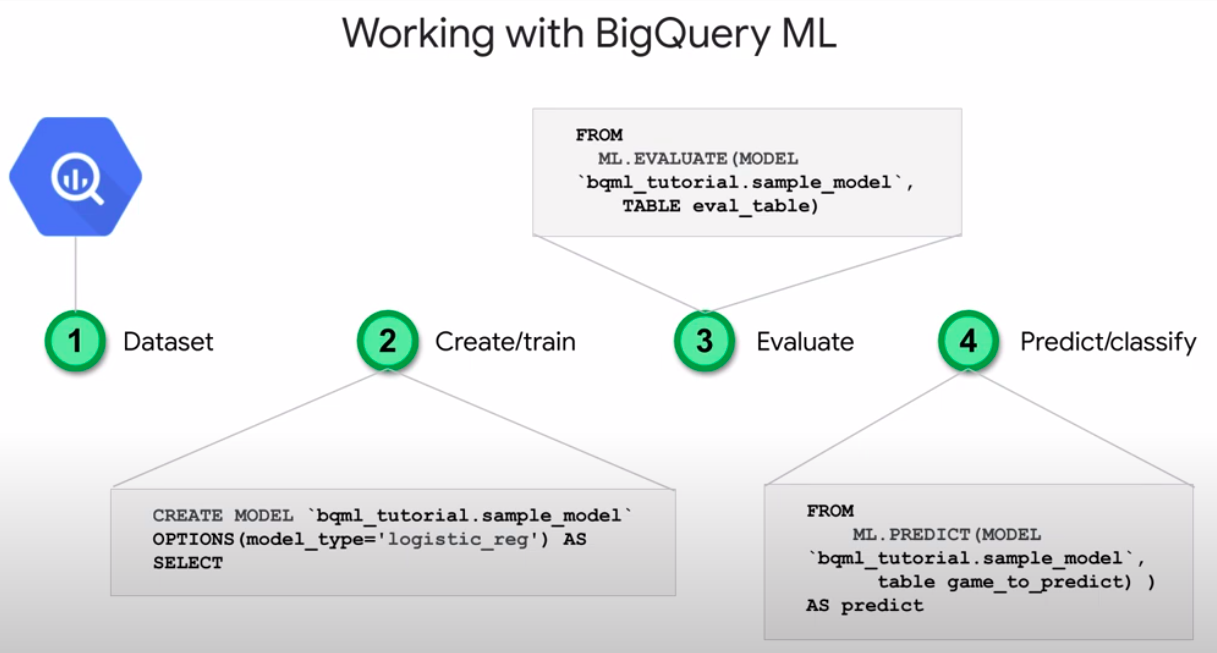 Working with BigQuery ML
FROM
ML.EVALUATE(MODEL
`bqml_tutorial.sample_model`,
TABLE eval_table)
1 Dataset
2 Create/train
3 Evaluate
4 Predict/classify
CREATE MODEL `bqml_tutorial.sample_model`
OPTIONS(model_type='logistic_reg') AS
SELECT
FROM
ML.PREDICT(MODEL
`bqml_tutorial.sample_model`,
table game_to_predict) )
AS predict